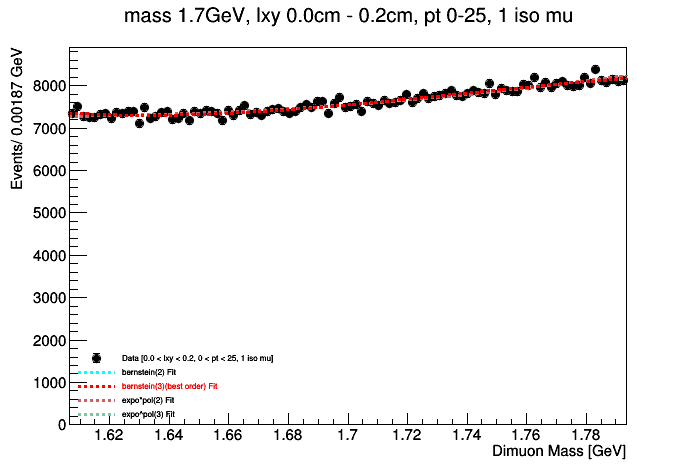 mass 1.7GeV, lxy 0.0cm - 0.2cm, pt 0-25, 1 iso mu
Events/ 0.00187 GeV
8000
7000
6000
5000
4000
3000
2000
1000
0
Data [0.0 < lxy < 0.2, 0 < pt < 25, 1 iso mu]
bernstein(2) Fit
bernstein(3)(best order) Fit
expo*pol(2) Fit
expo*pol(3) Fit
1.62 1.64 1.66 1.68 1.7 1.72 1.74 1.76 1.78
Dimuon Mass [GeV]